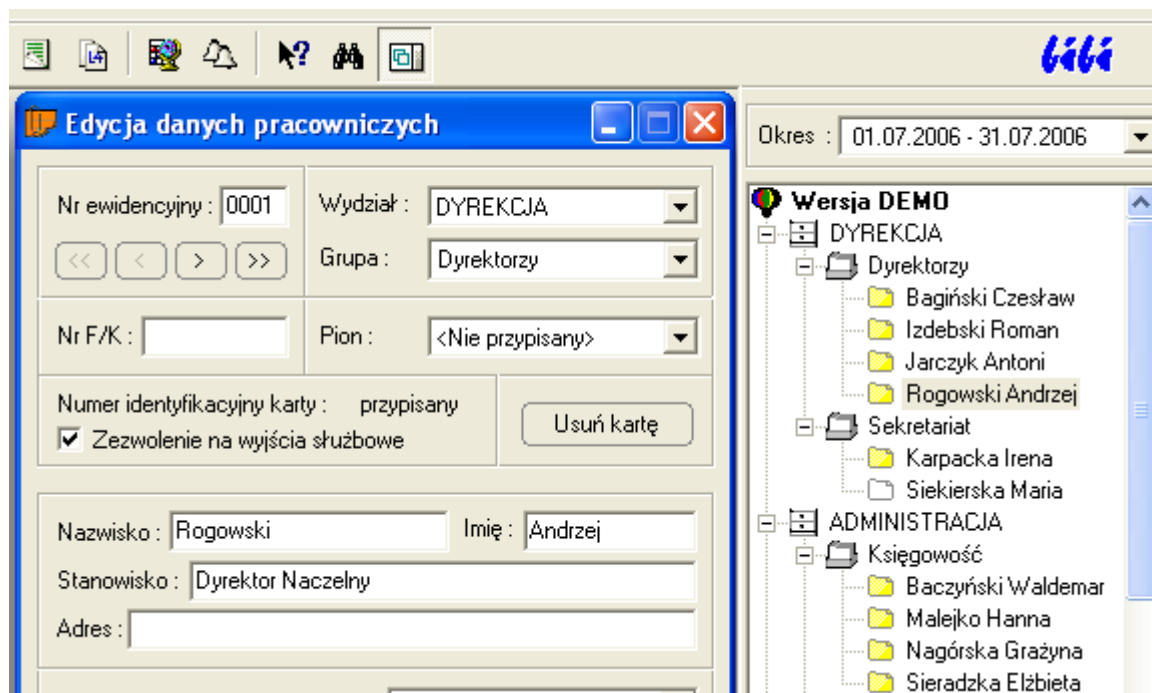 bibi
Edycja danych pracowniczych
Nr ewidencyjny : 0001
<< < > >>
Wydział : DYREKCJA
Grupa : Dyrektorzy
Nr F/K :
Pion : <Nie przypisany>
Numer identyfikacyjny karty : przypisany
Zezwolenie na wyjścia służbowe
Usuń kartę
Nazwisko : Rogowski Imię : Andrzej
Stanowisko : Dyrektor Naczelny
Adres :
Okres : 01.07.2006 - 31.07.2006
Wersja DEMO
DYREKCJA
Dyrektorzy
Bagiński Czesław
Izdebski Roman
Jarczyk Antoni
Rogowski Andrzej
Sekretariat
Karpacka Irena
Siekierska Maria
ADMINISTRACJA
Księgowość
Baczyński Waldemar
Malejko Hanna
Nagórska Grażyna
Sieradzka Elżbieta